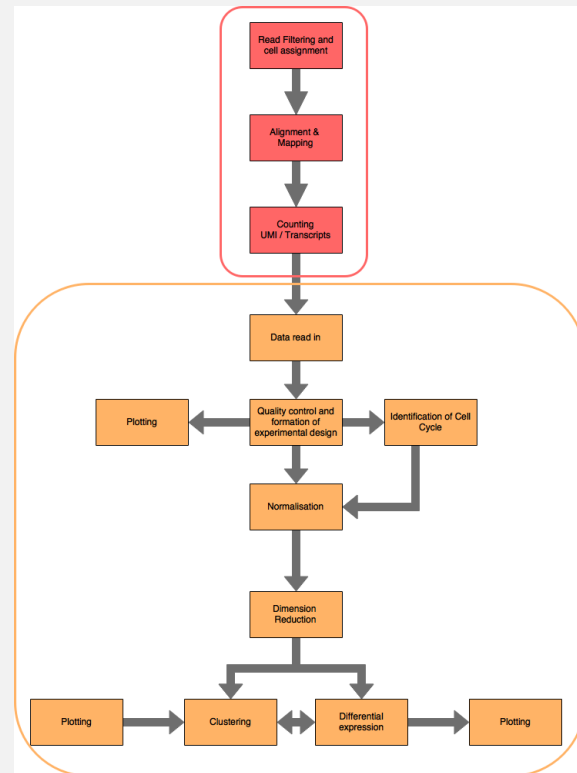 Read Filtering and
cell assignment
Alignment &
Mapping
Counting
UMI / Transcripts
Data read in
Plotting
Quality control and
formation of
experimental design
Identification of Cell
Cycle
Normalisation
Dimension
Reduction
Plotting
Clustering
Differential
expression
Plotting